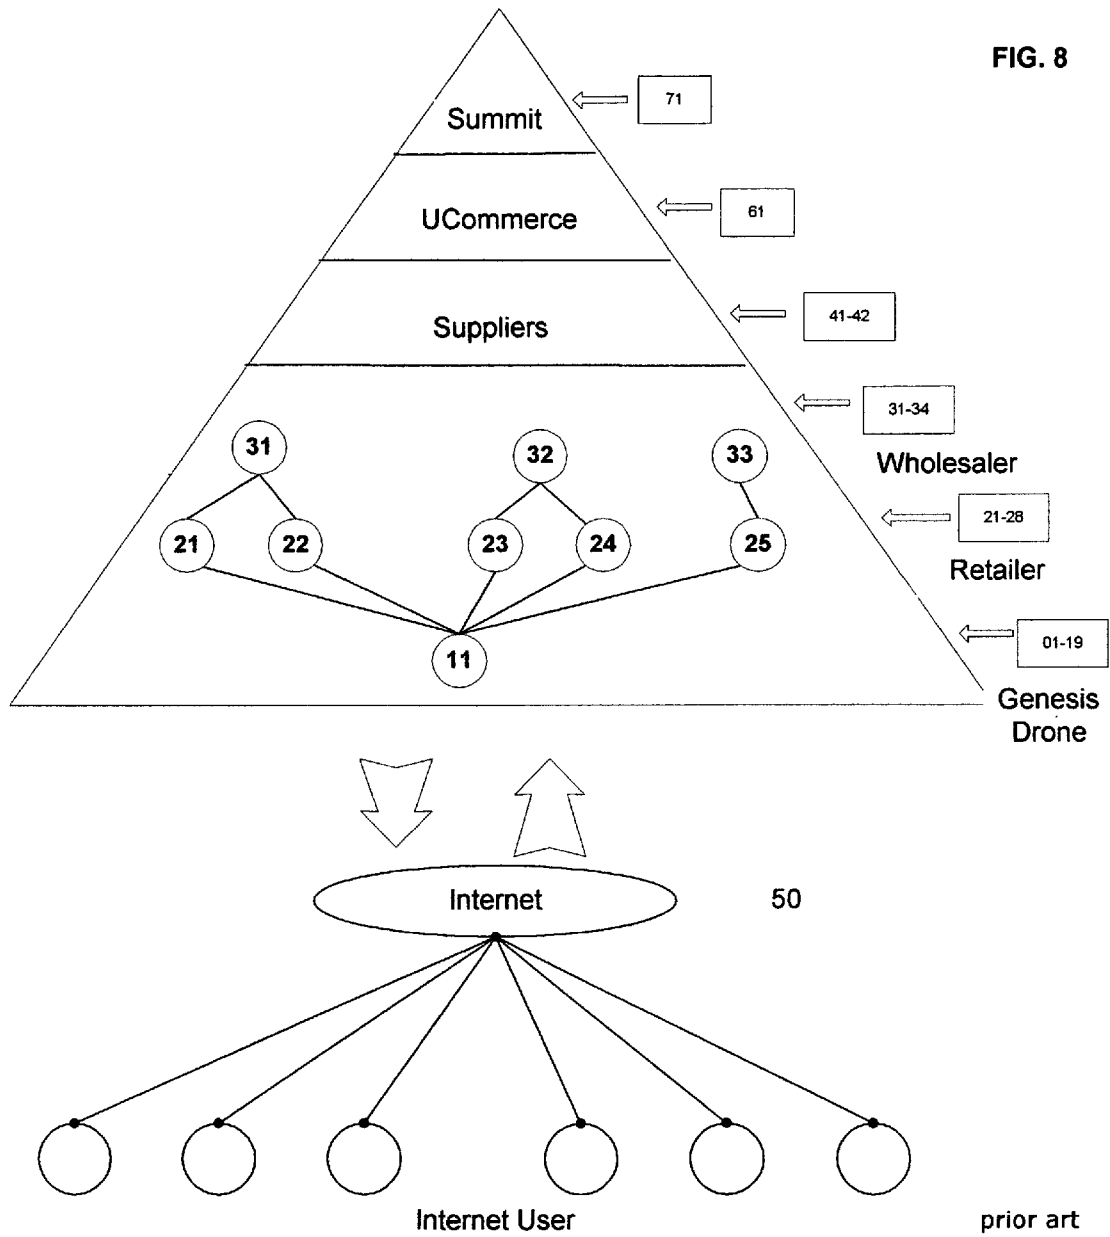 FIG. 8
71
Summit
61
UCommerce
41-42
Suppliers
31-34
31
32
33
Wholesaler
21-28
21
22
23
24
25
Retailer
01-19
11
Genesis
Drone
Internet
50
Internet User
prior art